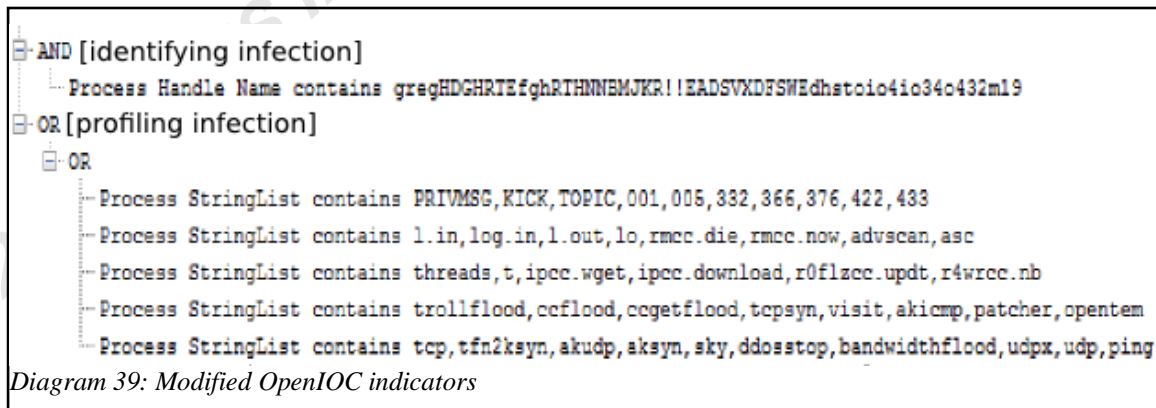 AND [identifying infection]
Process Handle Name contains gregHDGHRTEfghRTHNNBMJKR!!EADSVXDFSWEdhstoio4io34o432m19
OR [profiling infection]
OR
Process StringList contains PRIVMSG,KICK,TOPIC,001,005,332,366,376,422,433
Process StringList contains l.in,log.in,l.out,lo,rmcc.die,rmcc.now,advscan,asc
Process StringList contains threads,t,ipcc.wget,ipcc.download,r0flzcc.updt,r4wrcc.nb
Process StringList contains trollflood,ccflood,ccgetflood,tcpsyn,visit,akicmp,patcher,opentem
Process StringList contains tcp,tfn2ksyn,akudp,aksyn,sky,ddosstop,bandwidthflood,udpx,udp,ping
Diagram 39: Modified OpenIOC indicators